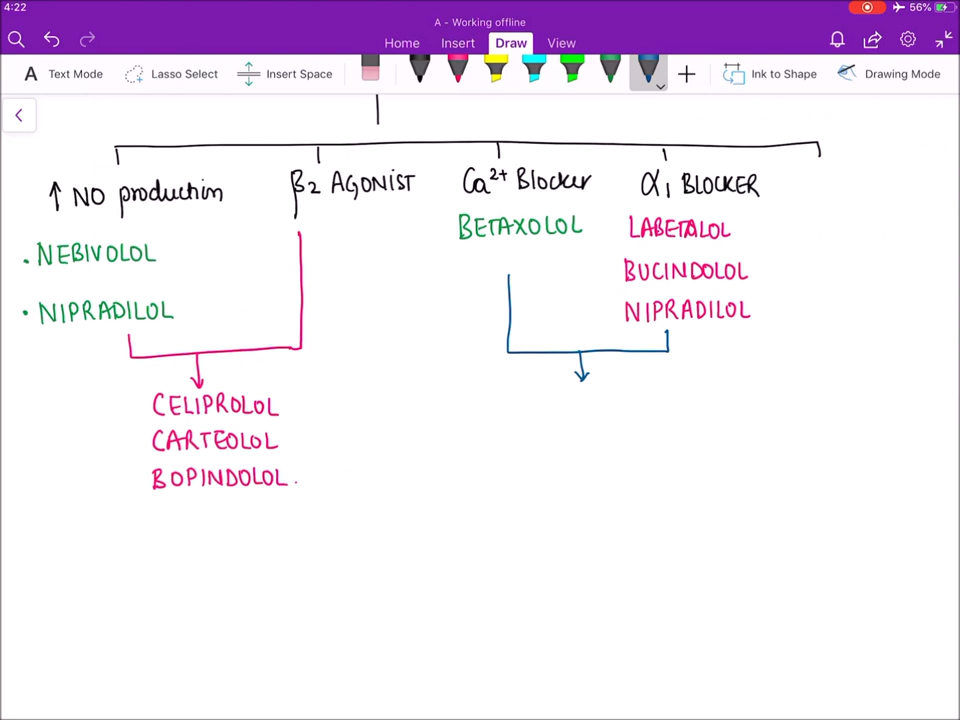 4:22
56%
A - Working offline
Home Insert Draw View
Text Mode Lasso Select Insert Space Ink to Shape Drawing Mode
↑ NO production
β2 AGONIST
Ca²⁺ Blocker
α1 BLOCKER
• NEBIVOLOL
• NIPRADILOL
BETAXOLOL
LABETALOL
BUCINDOLOL
NIPRADILOL
CELIPROLOL
CARTEOLOL
BOPINDOLOL.